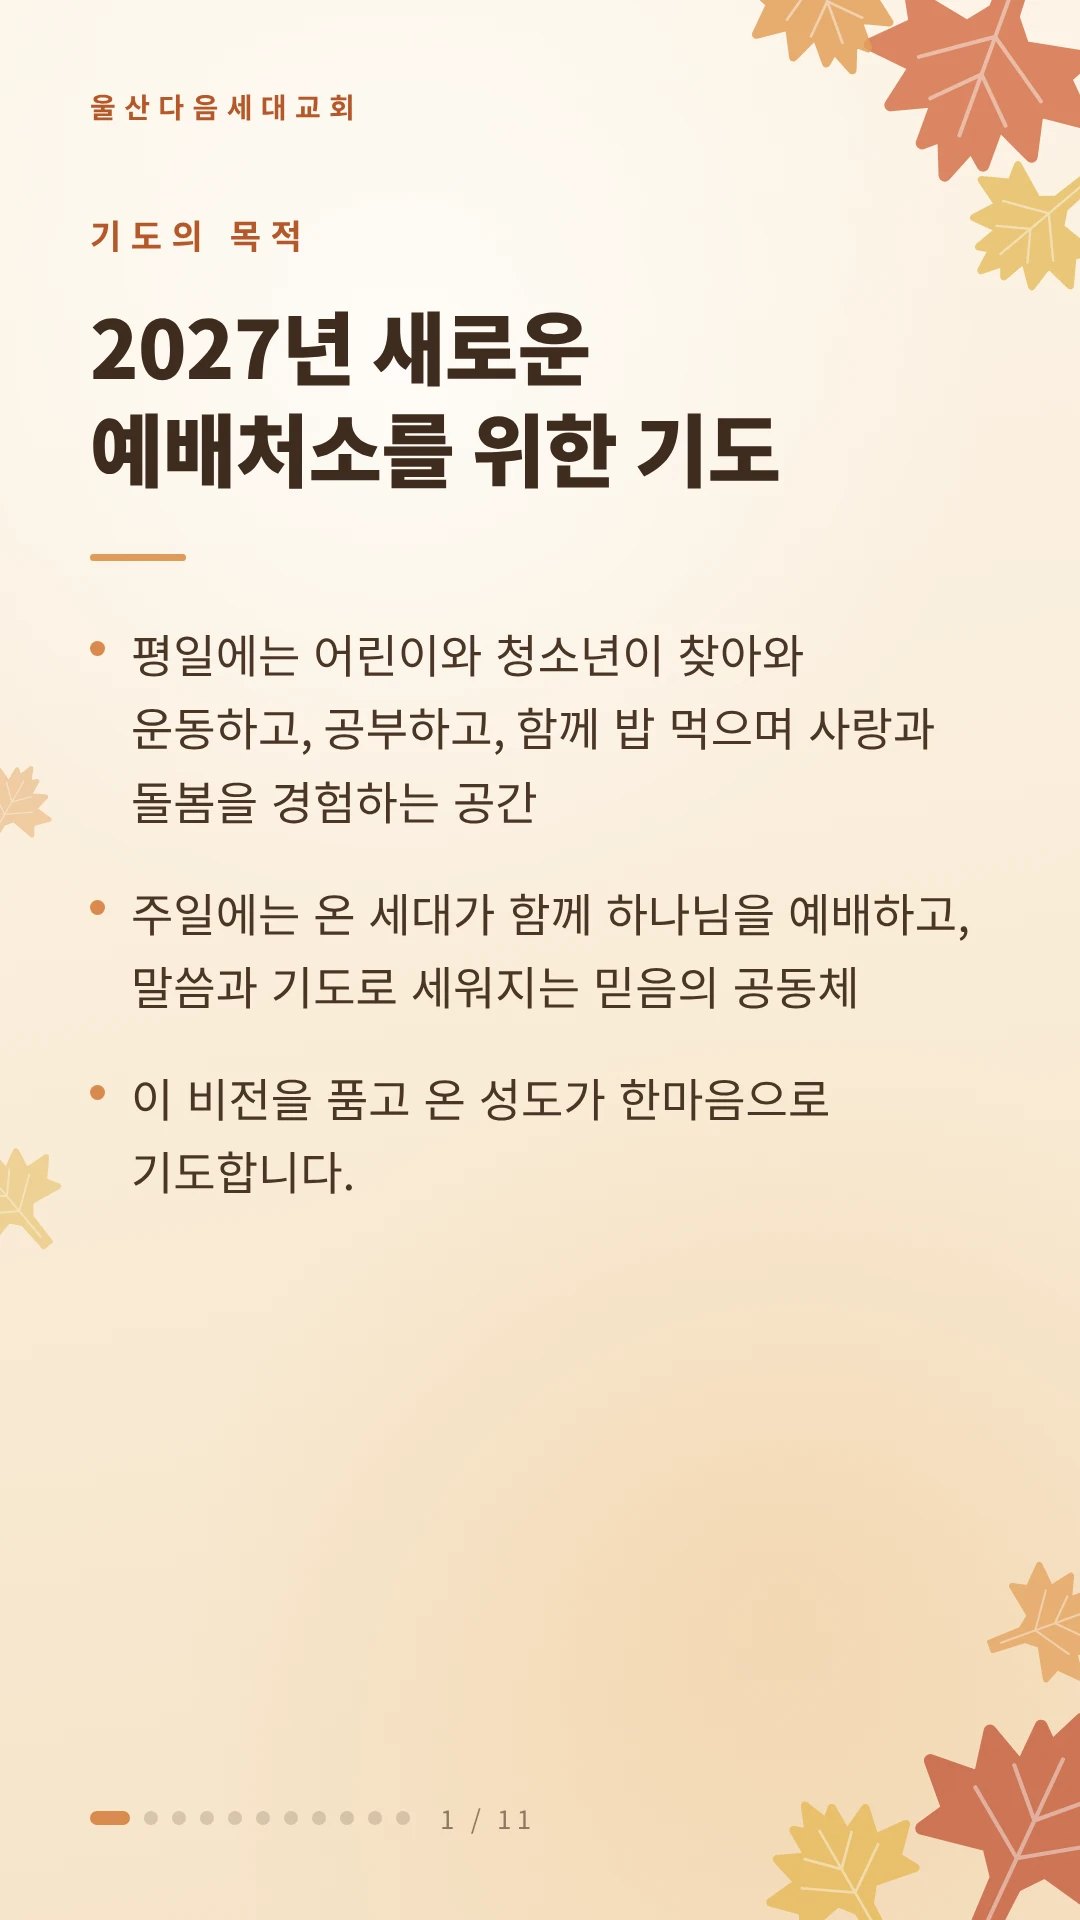 울산다음세대교회
기도의 목적
2027년 새로운
예배처소를 위한 기도
평일에는 어린이와 청소년이 찾아와
운동하고, 공부하고, 함께 밥 먹으며 사랑과
돌봄을 경험하는 공간
주일에는 온 세대가 함께 하나님을 예배하고,
말씀과 기도로 세워지는 믿음의 공동체
이 비전을 품고 온 성도가 한마음으로
기도합니다.
1 / 11